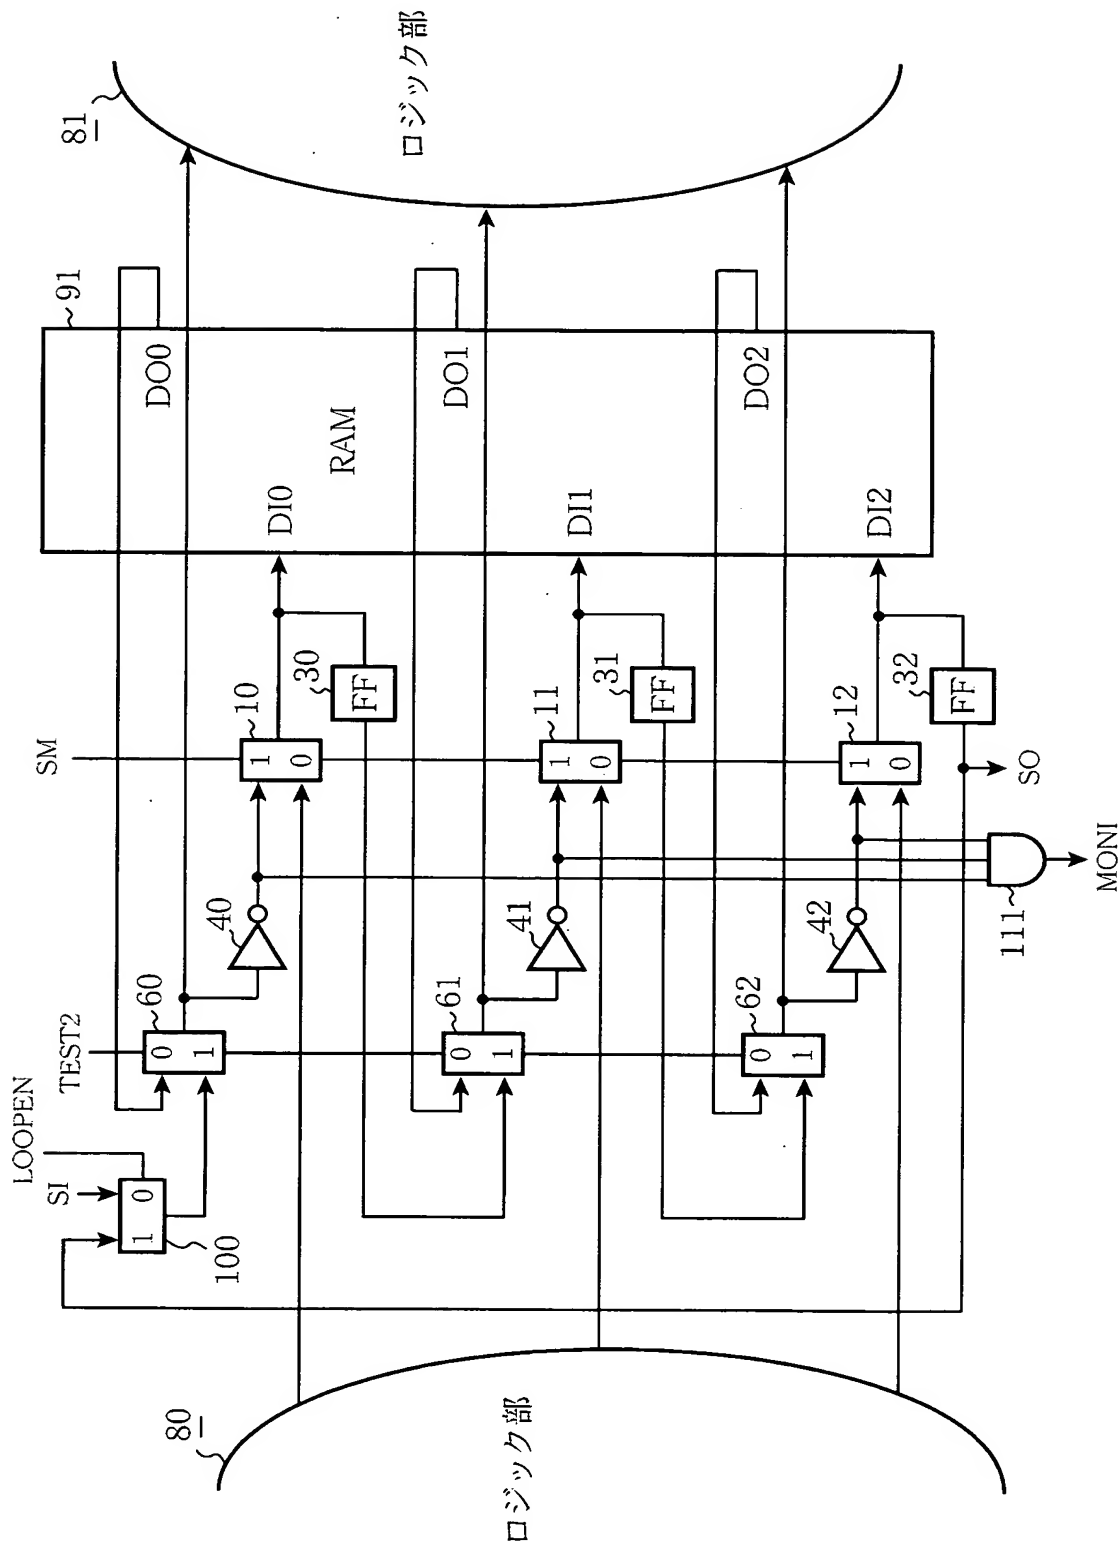 81
ロジック部
91
DO0
DO1
DO2
RAM
DI0
DI1
DI2
SM
10
1
0
30
FF
11
1
0
31
FF
12
1
0
32
FF
SO
40
41
42
111
MONI
TEST2
60
0
1
61
0
1
62
0
1
LOOPEN
SI
1
0
100
80
ロジック部